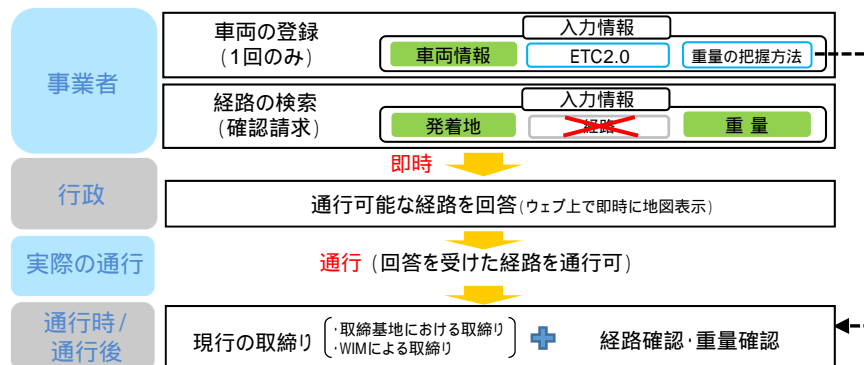 事業者
車両の登録
(1回のみ)
入力情報
車両情報
ETC2.0
重量の把握方法
経路の検索
(確認請求)
入力情報
発着地
経路
重 量
即時
行政
通行可能な経路を回答(ウェブ上で即時に地図表示)
実際の通行
通行 (回答を受けた経路を通行可)
通行時/
通行後
現行の取締り
・取締基地における取締り
・WIMによる取締り
経路確認・重量確認